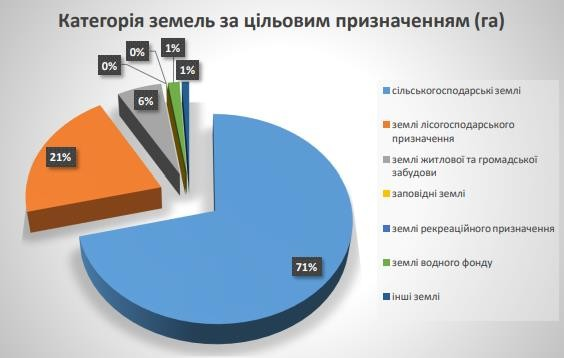 Категорія земель за цільовим призначенням (га)
0%
0%
1%
1%
6%
21%
71%
сільськогосподарські землі
землі лісогосподарського
призначення
землі житлової та громадської
забудови
заповідні землі
землі рекреаційного призначення
землі водного фонду
інші землі